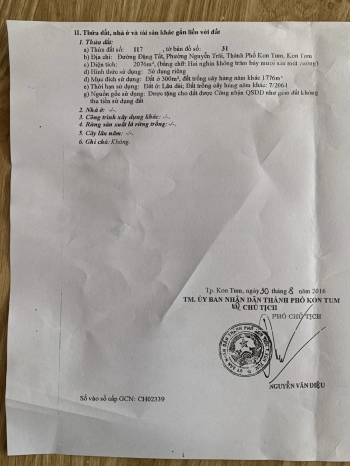 II. Thửa đất, nhà ở và tài sản khác gắn liền với đất
1. Thửa đất:
a) Thửa đất số: 117 , tờ bản đồ số: 31
b) Địa chỉ: Đường Đặng Tất, Phường Nguyễn Trãi, Thành Phố Kon Tum, Kon Tum
c) Diện tích: 2076m², (bằng chữ: Hai nghìn không trăm bảy mươi sáu mét vuông)
d) Hình thức sử dụng: Sử dụng riêng
đ) Mục đích sử dụng: Đất ở 300m², đất trồng cây hàng năm khác 1776m²
e) Thời hạn sử dụng: Đất ở: Lâu dài; Đất trồng cây hàng năm khác: 7/2064
g) Nguồn gốc sử dụng: Được tặng cho đất được Công nhận QSDĐ như giao đất không
thu tiền sử dụng đất
2. Nhà ở: -/-.
3. Công trình xây dựng khác: -/-.
4. Rừng sản xuất là rừng trồng: -/-.
5. Cây lâu năm: -/-.
6. Ghi chú: Không.
Tp. Kon Tum, ngày 30 tháng 8 năm 2016
TM. ỦY BAN NHÂN DÂN THÀNH PHỐ KON TUM
CHỦ TỊCH
PHÓ CHỦ TỊCH
NGUYỄN VĂN ĐIỆU
Số vào sổ cấp GCN: CH02339
1